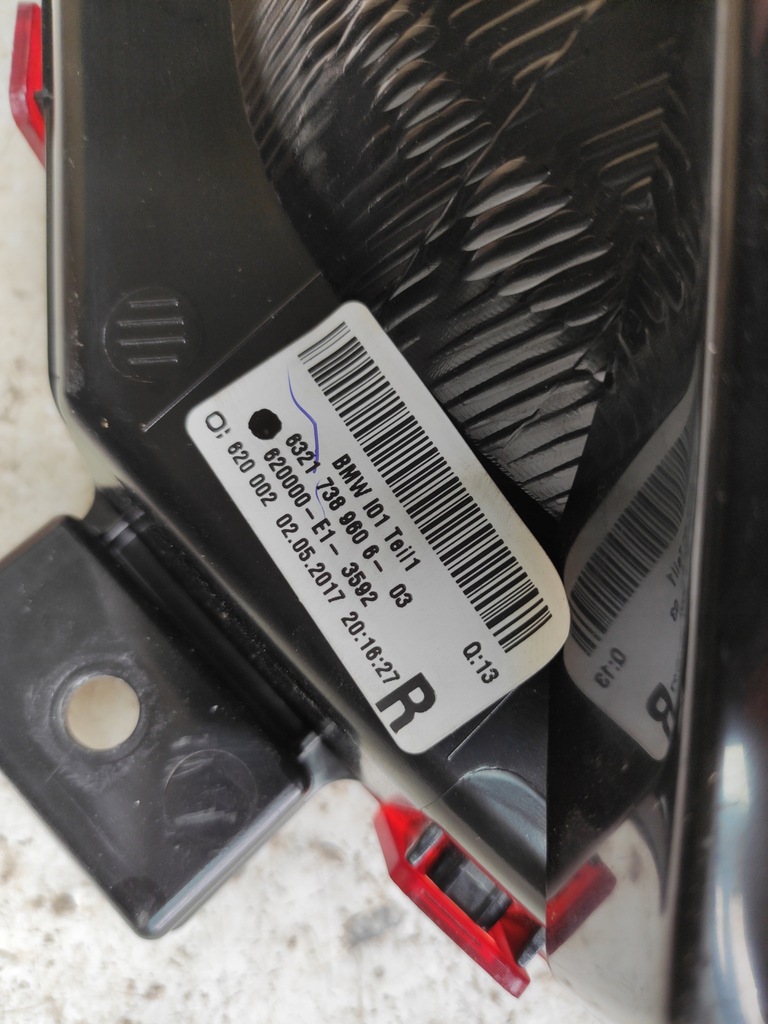 BMW I01 Teil1
6321 738 960 6- 03
620000-E1- 3592
620 002 02.05.2017 20:16:27
Q:13
R
Q:13
R